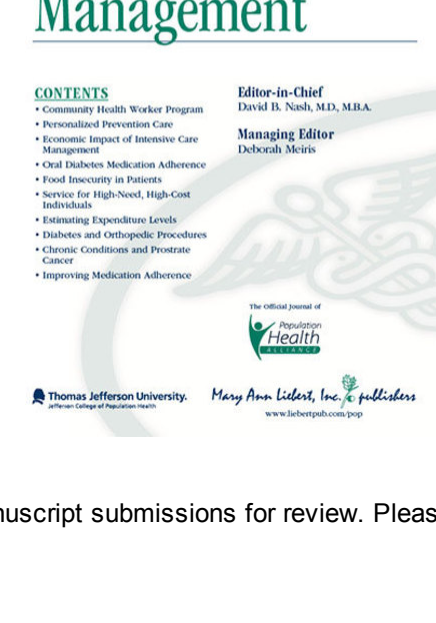 Management
CONTENTS
• Community Health Worker Program
• Personalized Prevention Care
• Economic Impact of Intensive Care
Management
• Oral Diabetes Medication Adherence
• Food Insecurity in Patients
• Service for High-Need, High-Cost
Individuals
• Estimating Expenditure Levels
• Diabetes and Orthopedic Procedures
• Chronic Conditions and Prostrate
Cancer
• Improving Medication Adherence
Editor-in-Chief
David B. Nash, M.D., M.B.A.
Managing Editor
Deborah Meiris
The Official Journal of
Population
Health
ALLIANCE
Thomas Jefferson University.
Jefferson College of Population Health
Mary Ann Liebert, Inc. publishers
www.liebertpub.com/pop
nuscript submissions for review. Pleas